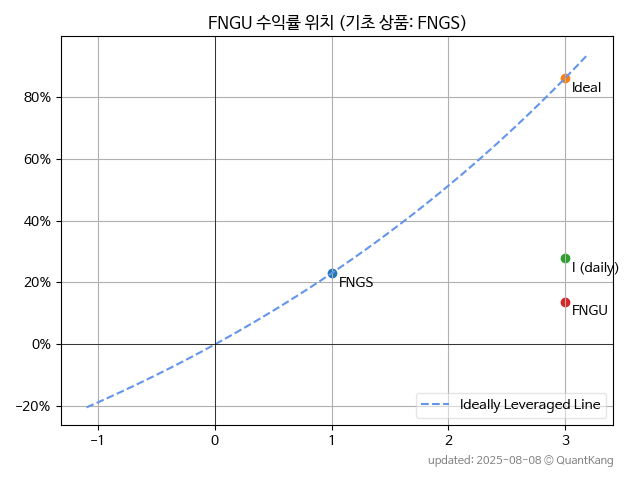 FNGU 수익률 위치 (기초 상품: FNGS)
80%
60%
40%
20%
0%
−20%
Ideal
I (daily)
FNGS
FNGU
Ideally Leveraged Line
−1
0
1
2
3
updated: 2025-08-08 © QuantKang